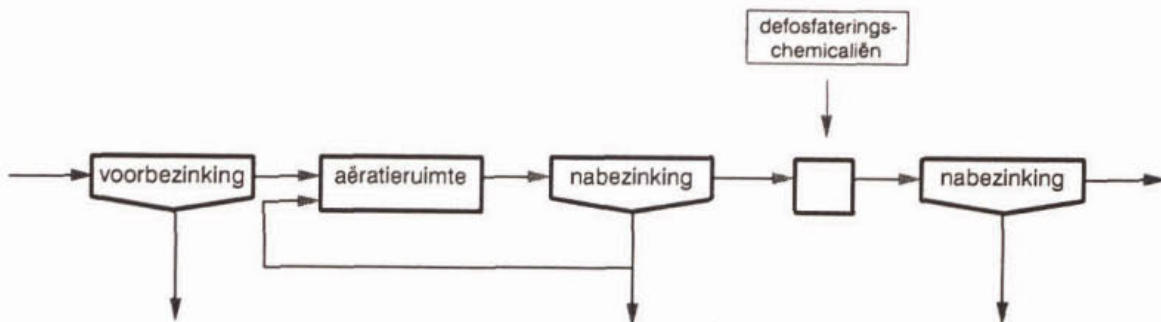 defosfaterings-
chemicaliën
voorbezinking
aëratieruimte
nabezinking
nabezinking